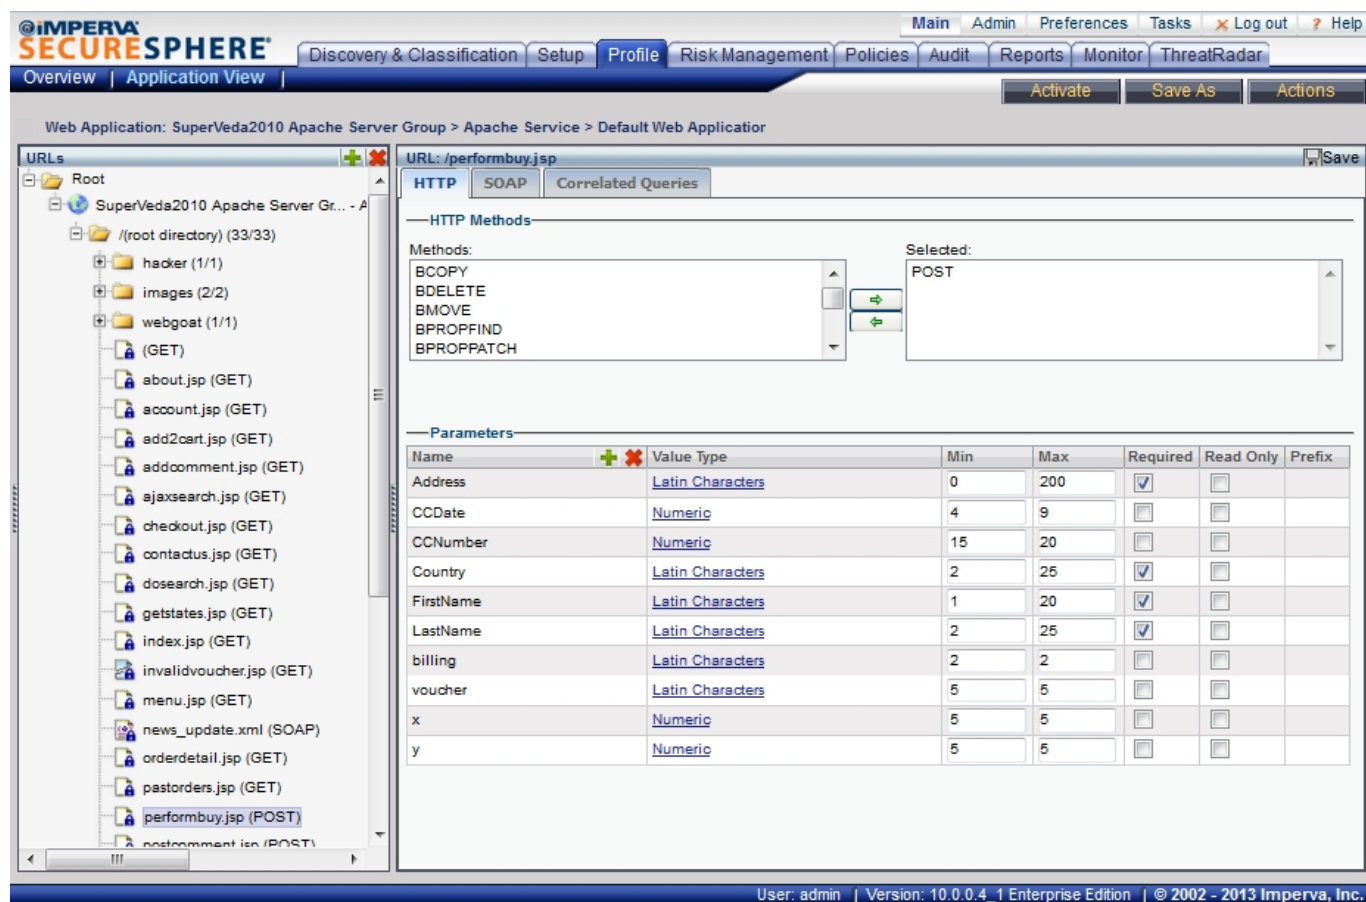 Main Admin Preferences Tasks Log out ? Help
IMPERVA
SECURESPHERE
Discovery & Classification Setup Profile Risk Management Policies Audit Reports Monitor ThreatRadar
Overview | Application View |
Activate Save As Actions
Web Application: SuperVeda2010 Apache Server Group > Apache Service > Default Web Applicatior
URLs
Root
SuperVeda2010 Apache Server Gr... - A
/(root directory) (33/33)
hacker (1/1)
images (2/2)
webgoat (1/1)
(GET)
about.jsp (GET)
account.jsp (GET)
add2cart.jsp (GET)
addcomment.jsp (GET)
ajaxsearch.jsp (GET)
checkout.jsp (GET)
contactus.jsp (GET)
dosearch.jsp (GET)
getstates.jsp (GET)
index.jsp (GET)
invalidvoucher.jsp (GET)
menu.jsp (GET)
news_update.xml (SOAP)
orderdetail.jsp (GET)
pastorders.jsp (GET)
performbuy.jsp (POST)
postcomment.jsp (POST)
URL: /performbuy.jsp Save
HTTP SOAP Correlated Queries
HTTP Methods
Methods:
BCOPY
BDELETE
BMOVE
BPROPFIND
BPROPPATCH
Selected:
POST
Parameters
Name Value Type Min Max Required Read Only Prefix
Address Latin Characters 0 200
CCDate Numeric 4 9
CCNumber Numeric 15 20
Country Latin Characters 2 25
FirstName Latin Characters 1 20
LastName Latin Characters 2 25
billing Latin Characters 2 2
voucher Latin Characters 5 5
x Numeric 5 5
y Numeric 5 5
User: admin | Version: 10.0.0.4_1 Enterprise Edition | © 2002 - 2013 Imperva, Inc.